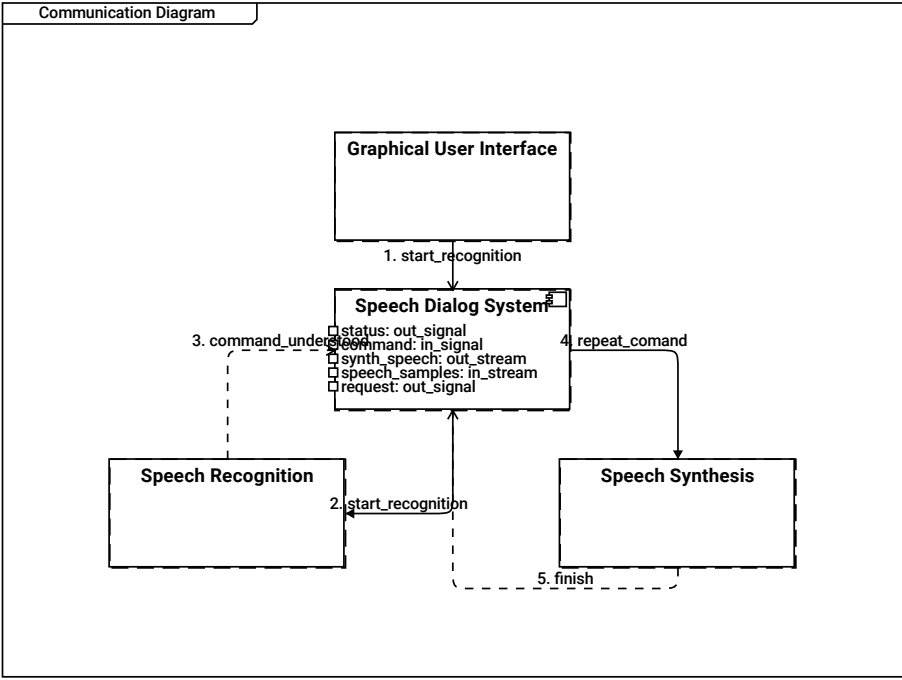 Communication Diagram
Graphical User Interface
1. start_recognition
Speech Dialog System
status: out_signal
3. command_understood
command: in_signal
4. repeat_comand
synth_speech: out_stream
speech_samples: in_stream
request: out_signal
Speech Recognition
Speech Synthesis
2. start_recognition
5. finish